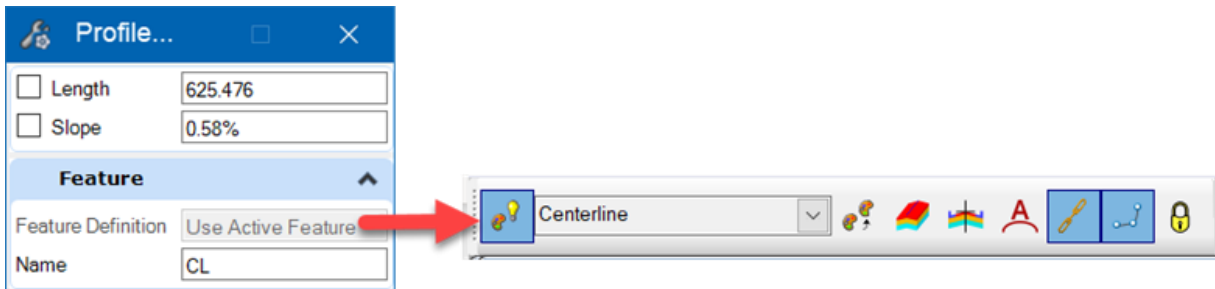 Profile...
Length 625.476
Slope 0.58%
Feature
Feature Definition Use Active Feature
Name CL
Centerline
A